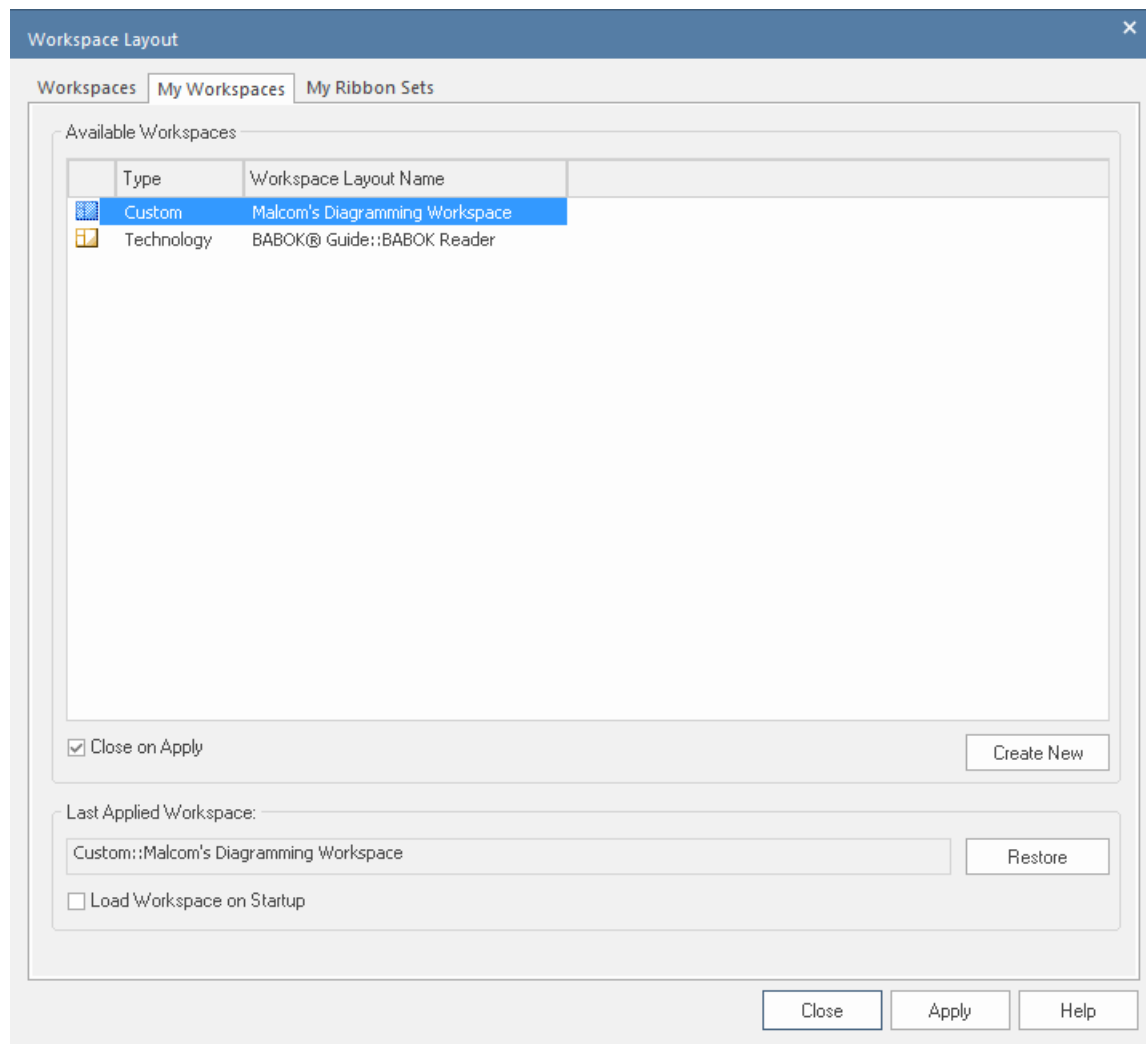 Workspace Layout
Workspaces My Workspaces My Ribbon Sets
Available Workspaces
Type Workspace Layout Name
Custom Malcom's Diagramming Workspace
Technology BABOK® Guide::BABOK Reader
Close on Apply
Create New
Last Applied Workspace:
Custom::Malcom's Diagramming Workspace
Restore
Load Workspace on Startup
Close Apply Help